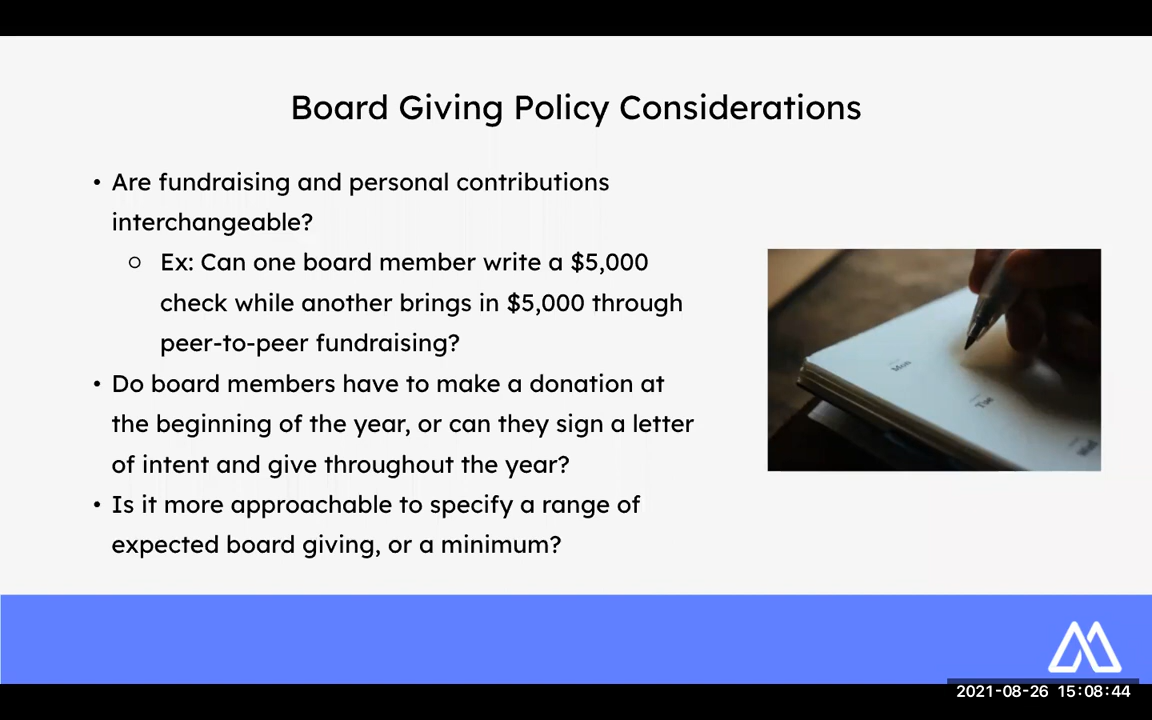 Board Giving Policy Considerations
• Are fundraising and personal contributions
interchangeable?
○ Ex: Can one board member write a $5,000
check while another brings in $5,000 through
peer-to-peer fundraising?
• Do board members have to make a donation at
the beginning of the year, or can they sign a letter
of intent and give throughout the year?
• Is it more approachable to specify a range of
expected board giving, or a minimum?
Mon
Tue
Wed
2021-08-26 15:08:44